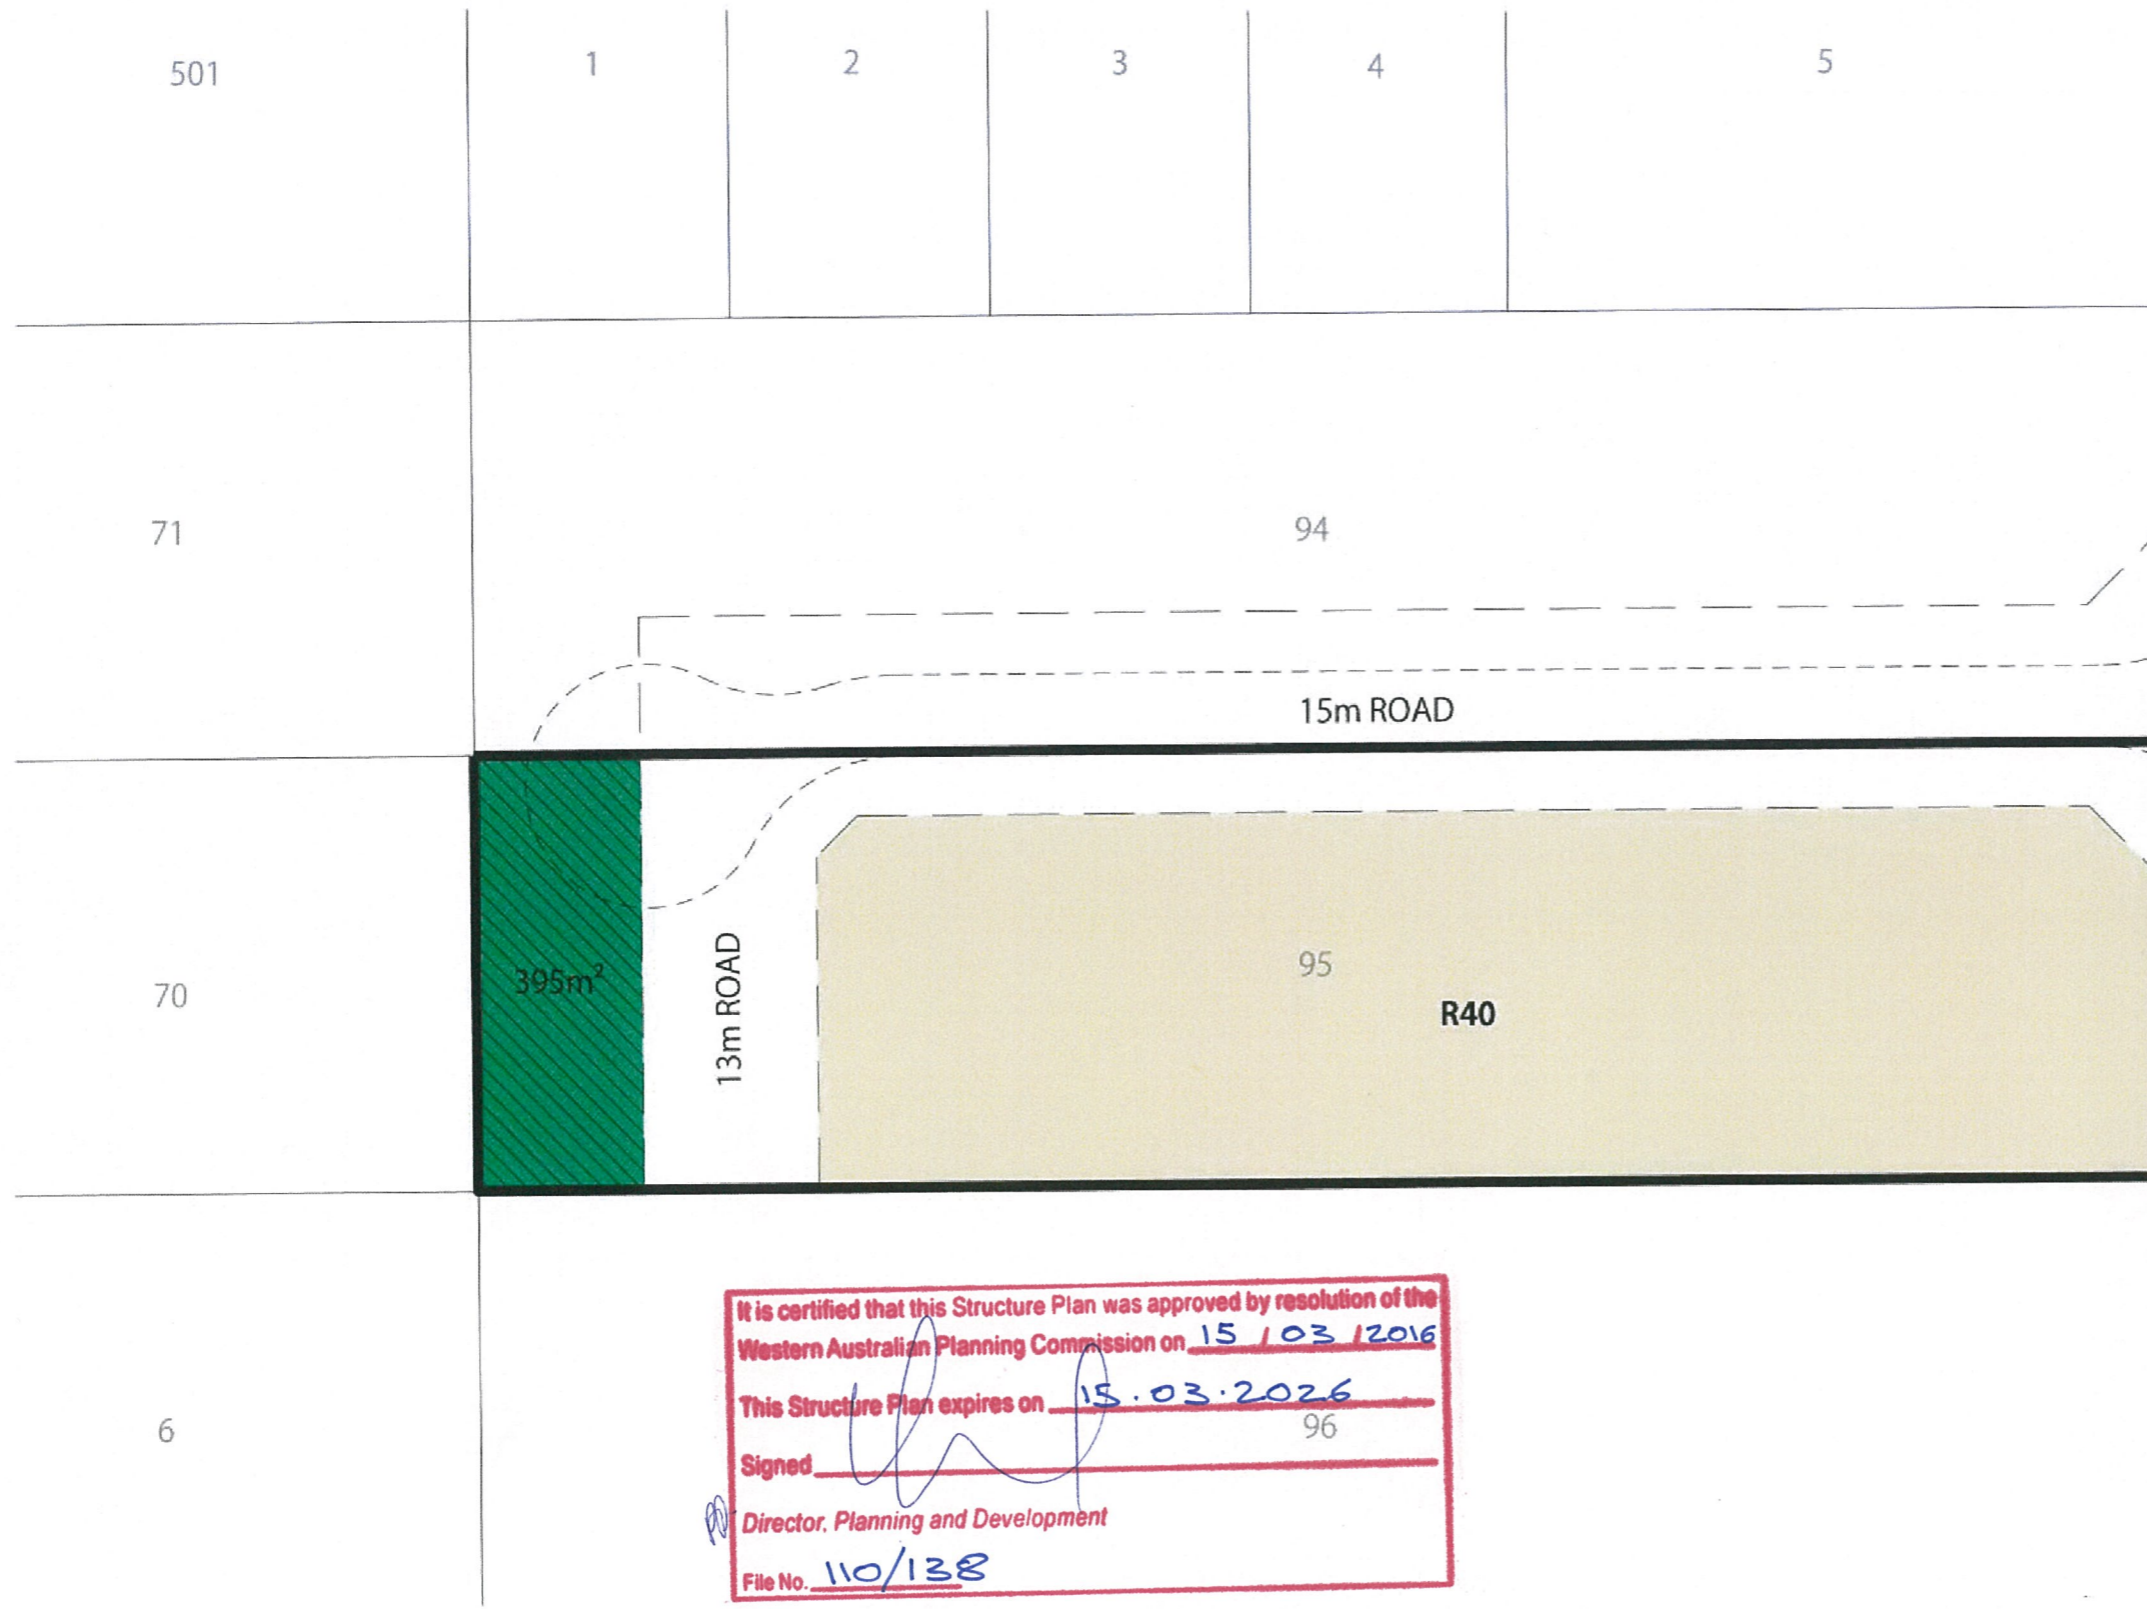 501
1
2
3
4
5
71
94
15m ROAD
395m²
13m ROAD
95
70
R40
It is certified that this Structure Plan was approved by resolution of the
Western Australian Planning Commission on 15/03/2016
This Structure Plan expires on 15.03.2026
96
6
Signed
Director, Planning and Development
File No. 110/138